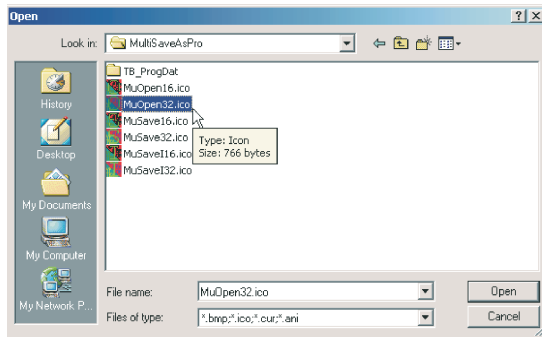 Open
Look in:
MultiSaveAsPro
History
Desktop
My Documents
My Computer
My Network P...
TB_ProgDat
MuOpen16.ico
MuOpen32.ico
MuSave16.ico
MuSave32.ico
MuSaveI16.ico
MuSaveI32.ico
Type: Icon
Size: 766 bytes
File name:
MuOpen32.ico
Open
Files of type:
*.bmp;*.ico;*.cur;*.ani
Cancel